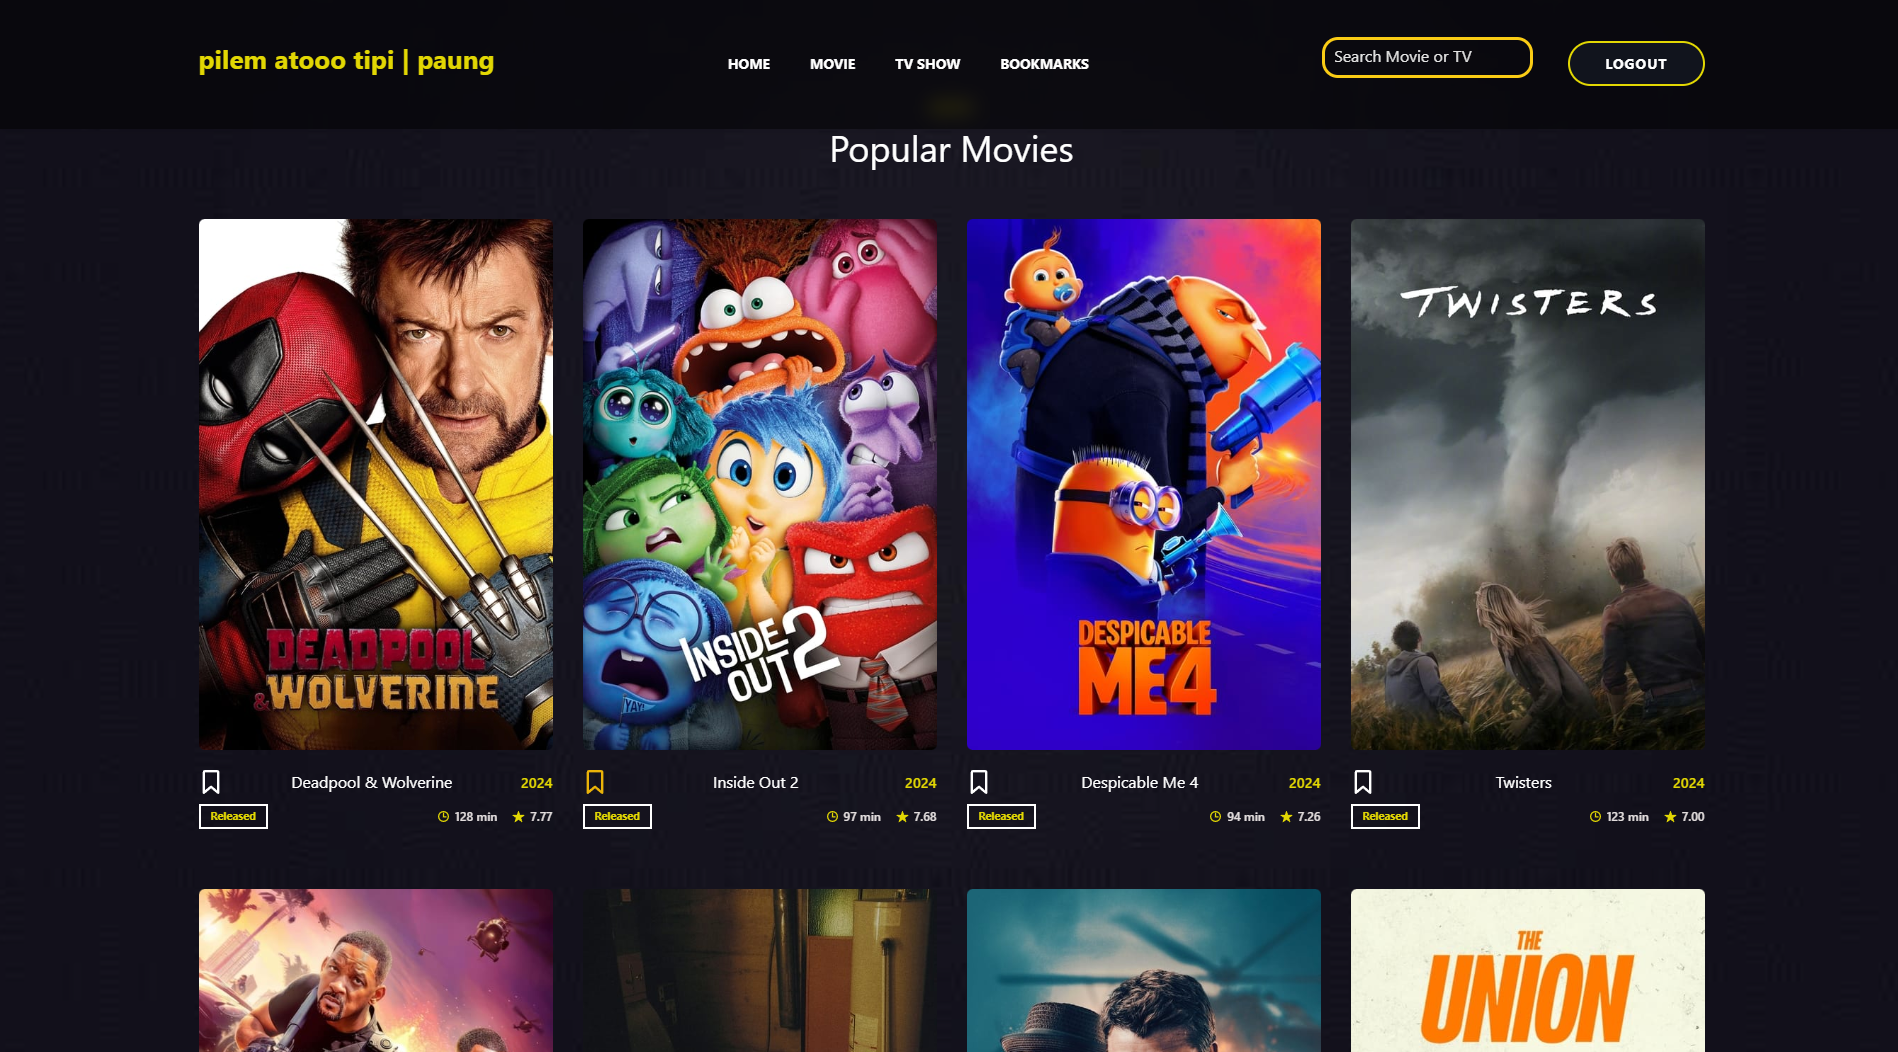 pilem atooo tipi | paung
HOME
MOVIE
TV SHOW
BOOKMARKS
Search Movie or TV
LOGOUT
Popular Movies
DEADPOOL
& WOLVERINE
INSIDE
OUT 2
YAY!
DESPICABLE
ME 4
TWISTERS
Deadpool & Wolverine
2024
Released
128 min
7.77
Inside Out 2
2024
Released
97 min
7.68
Despicable Me 4
2024
Released
94 min
7.26
Twisters
2024
Released
123 min
7.00
THE
UNION